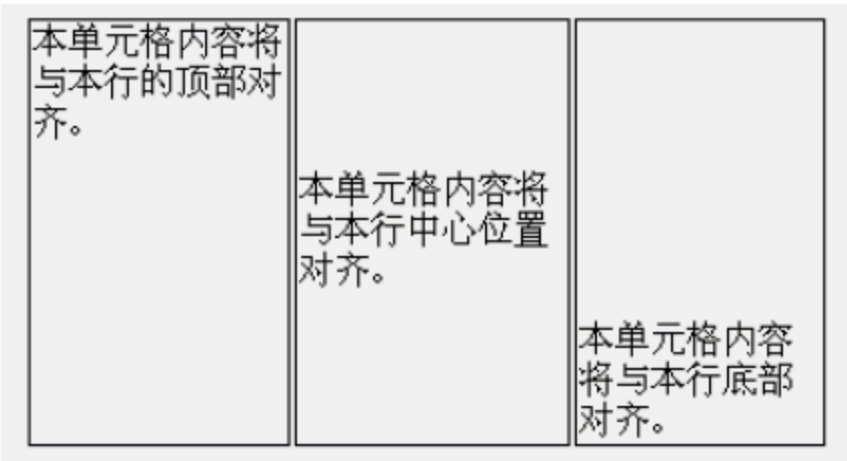 本单元格内容将
与本行的顶部对
齐。
本单元格内容将
与本行中心位置
对齐。
本单元格内容
将与本行底部
对齐。